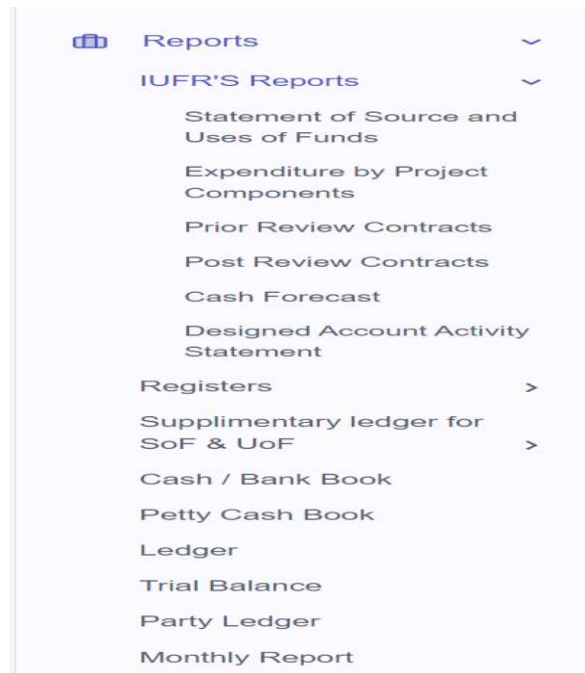 Reports
IUFR'S Reports
Statement of Source and
Uses of Funds
Expenditure by Project
Components
Prior Review Contracts
Post Review Contracts
Cash Forecast
Designed Account Activity
Statement
Registers
Supplimentary ledger for
SoF & UoF
Cash / Bank Book
Petty Cash Book
Ledger
Trial Balance
Party Ledger
Monthly Report